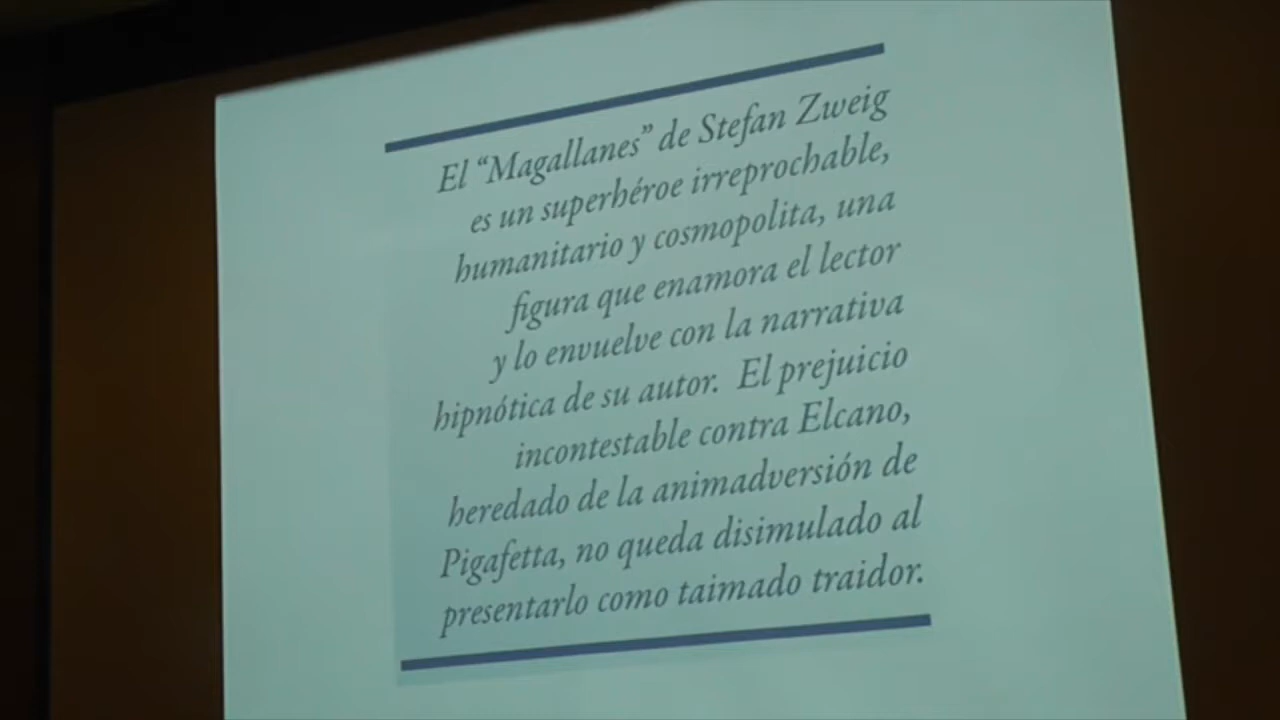 El “Magallanes” de Stefan Zweig
es un superhéroe irreprochable,
humanitario y cosmopolita, una
figura que enamora el lector
y lo envuelve con la narrativa
hipnótica de su autor. El prejuicio
incontestable contra Elcano,
heredado de la animadversión de
Pigafetta, no queda disimulado al
presentarlo como taimado traidor.